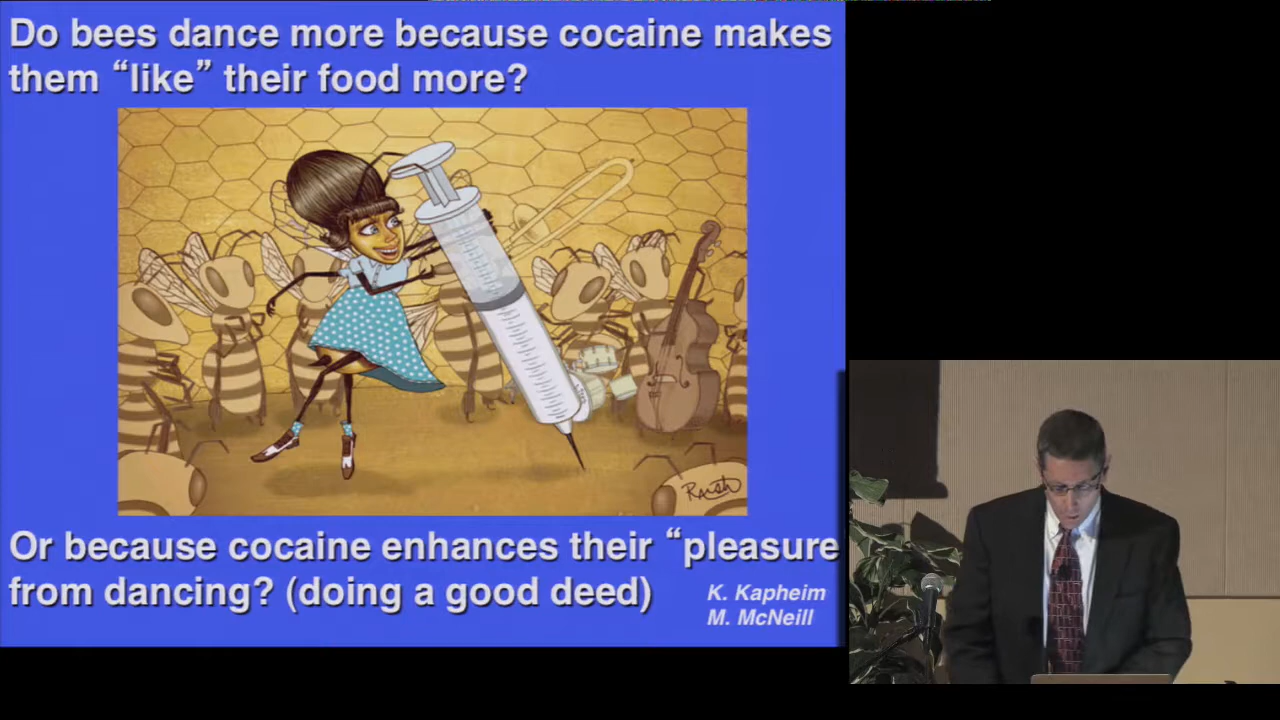 Do bees dance more because cocaine makes
them “like” their food more?
Or because cocaine enhances their “pleasure
from dancing? (doing a good deed)
K. Kapheim
M. McNeill